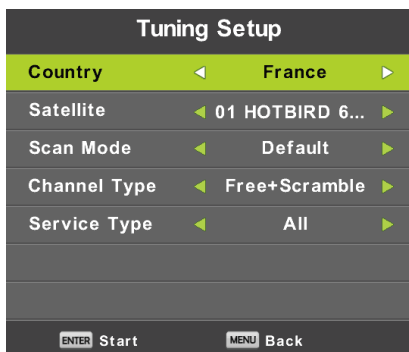 Tuning Setup
Country France
Satellite 01 HOTBIRD 6...
Scan Mode Default
Channel Type Free+Scramble
Service Type All
ENTER Start MENU Back